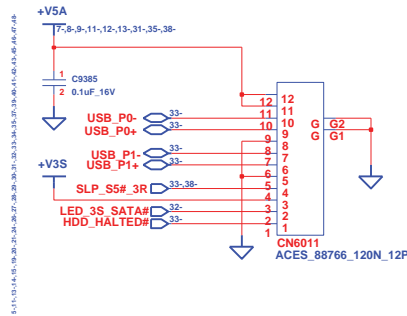 +V5A
7-,8-,9-,11-,12-,13-,31-,35-,38-
1
C9385
2
0.1uF_16V
12
12
11
11
USB_P0-
33-
10
10
USB_P0+
33-
9
9
G
G2
8
8
G
G1
USB_P1-
33-
7
7
USB_P1+
33-
6
6
+V3S
5
5
SLP_S5#_3R
33-,38-
4
4
3
3
LED_3S_SATA#
32-
2
2
HDD_HALTED#
33-
1
1
CN6011
ACES_88766_120N_12P